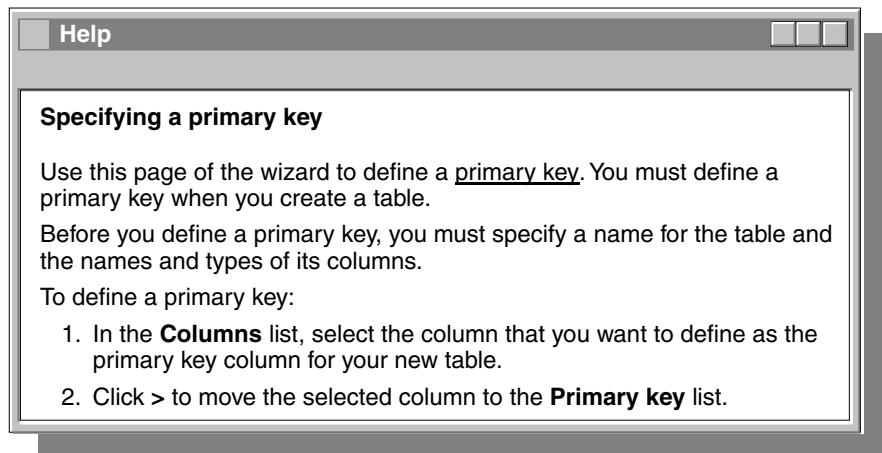 Help
Specifying a primary key
Use this page of the wizard to define a primary key. You must define a
primary key when you create a table.
Before you define a primary key, you must specify a name for the table and
the names and types of its columns.
To define a primary key:
1. In the Columns list, select the column that you want to define as the
primary key column for your new table.
2. Click > to move the selected column to the Primary key list.